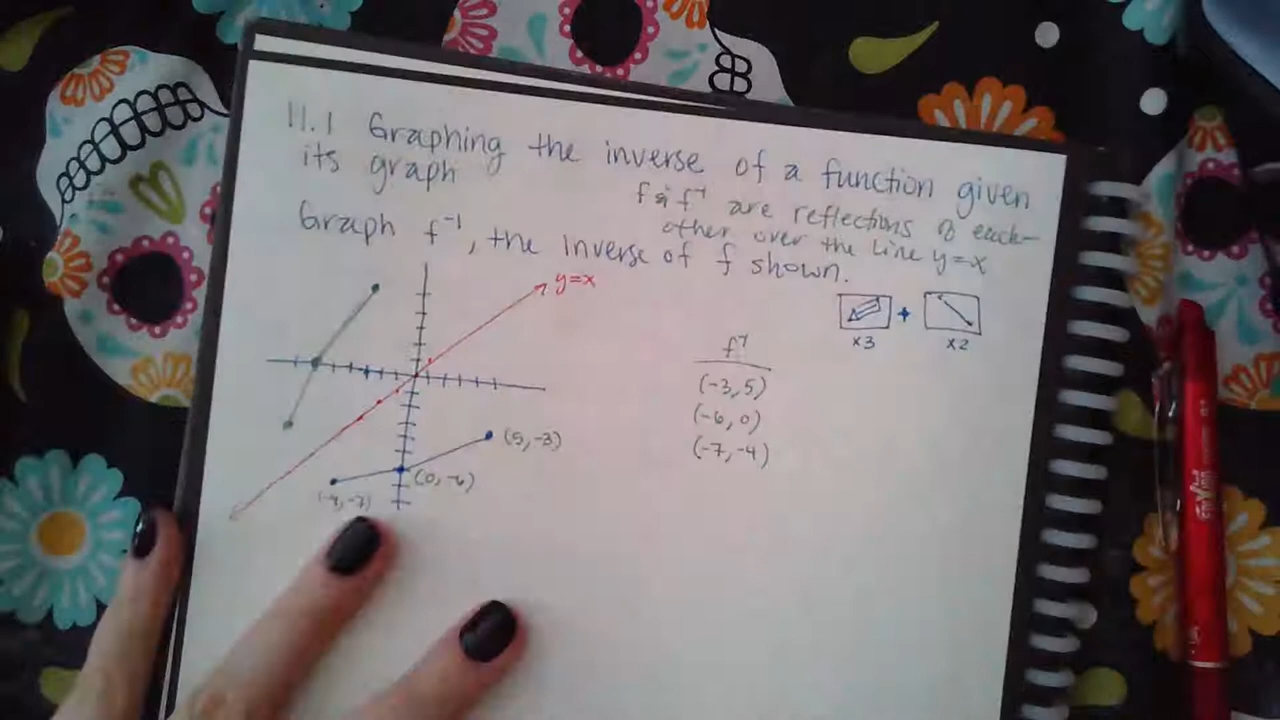 11.1 Graphing the inverse of a function given
its graph
f & f⁻¹ are reflections of each-
other over the line y=x
Graph f⁻¹, the inverse of f shown.
y=x
x3
x2
f⁻¹
(-3,5)
(-6,0)
(-7,-4)
(5,-3)
(0,-6)
(-4,-7)